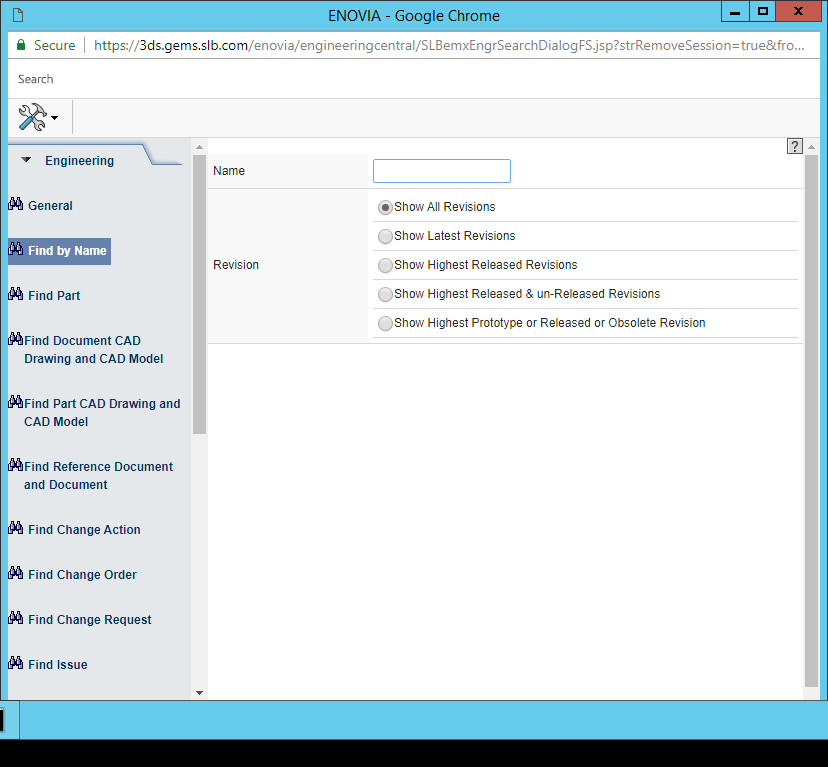 ENOVIA - Google Chrome
Secure https://3ds.gems.slb.com/enovia/engineeringcentral/SLBemxEngrSearchDialogFS.jsp?strRemoveSession=true&fro...
Search
?
Engineering
General
Find by Name
Find Part
Find Document CAD
Drawing and CAD Model
Find Part CAD Drawing and
CAD Model
Find Reference Document
and Document
Find Change Action
Find Change Order
Find Change Request
Find Issue
Name
Revision
Show All Revisions
Show Latest Revisions
Show Highest Released Revisions
Show Highest Released & un-Released Revisions
Show Highest Prototype or Released or Obsolete Revision